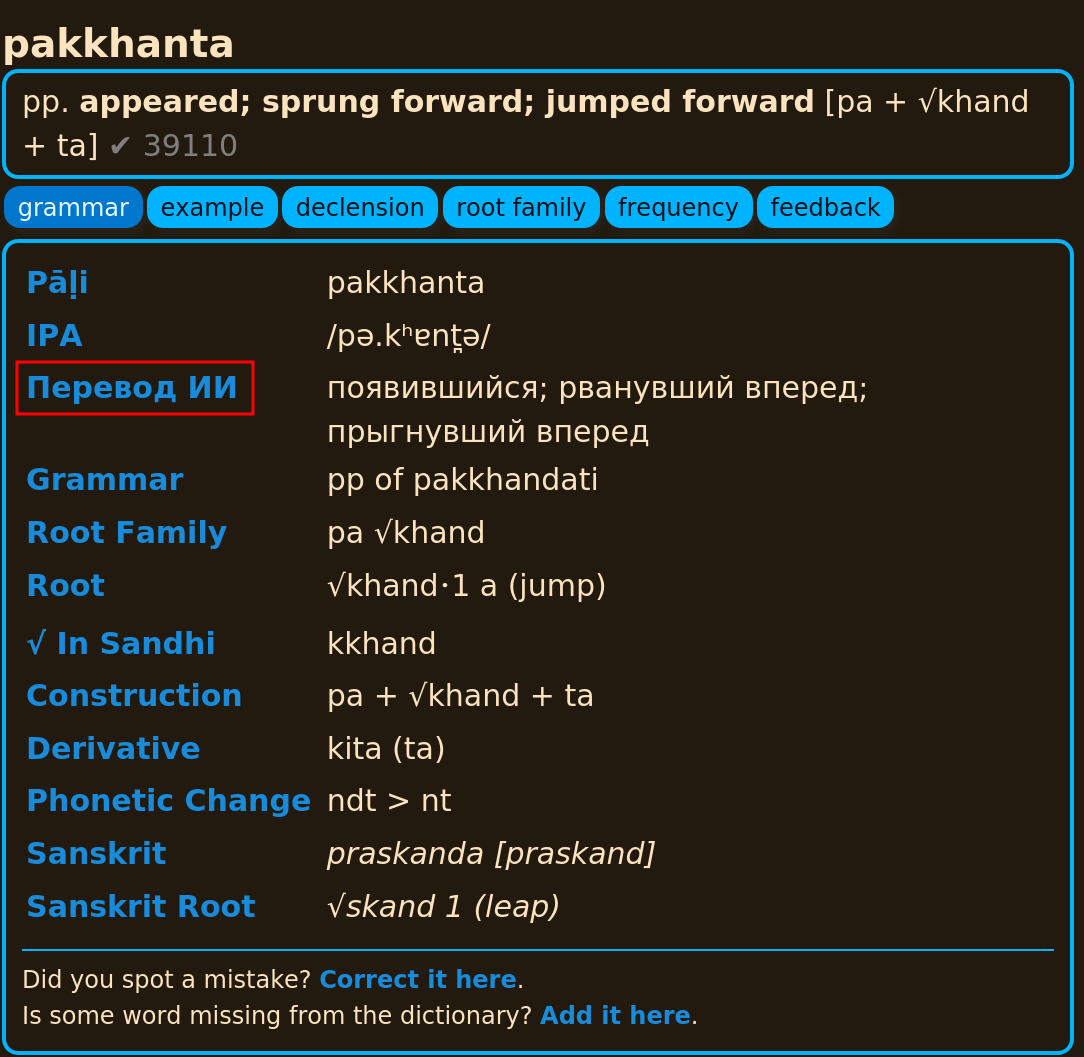 pakkhanta
pp. appeared; sprung forward; jumped forward [pa + √khand
+ ta] ✔ 39110
grammar example declension root family frequency feedback
Pāḷi pakkhanta
IPA /pə.kʰɐnt̪ə/
Перевод ИИ появившийся; рванувший вперед;
прыгнувший вперед
Grammar pp of pakkhandati
Root Family pa √khand
Root √khand·1 a (jump)
√ In Sandhi kkhand
Construction pa + √khand + ta
Derivative kita (ta)
Phonetic Change ndt > nt
Sanskrit praskanda [praskand]
Sanskrit Root √skand 1 (leap)
Did you spot a mistake? Correct it here.
Is some word missing from the dictionary? Add it here.